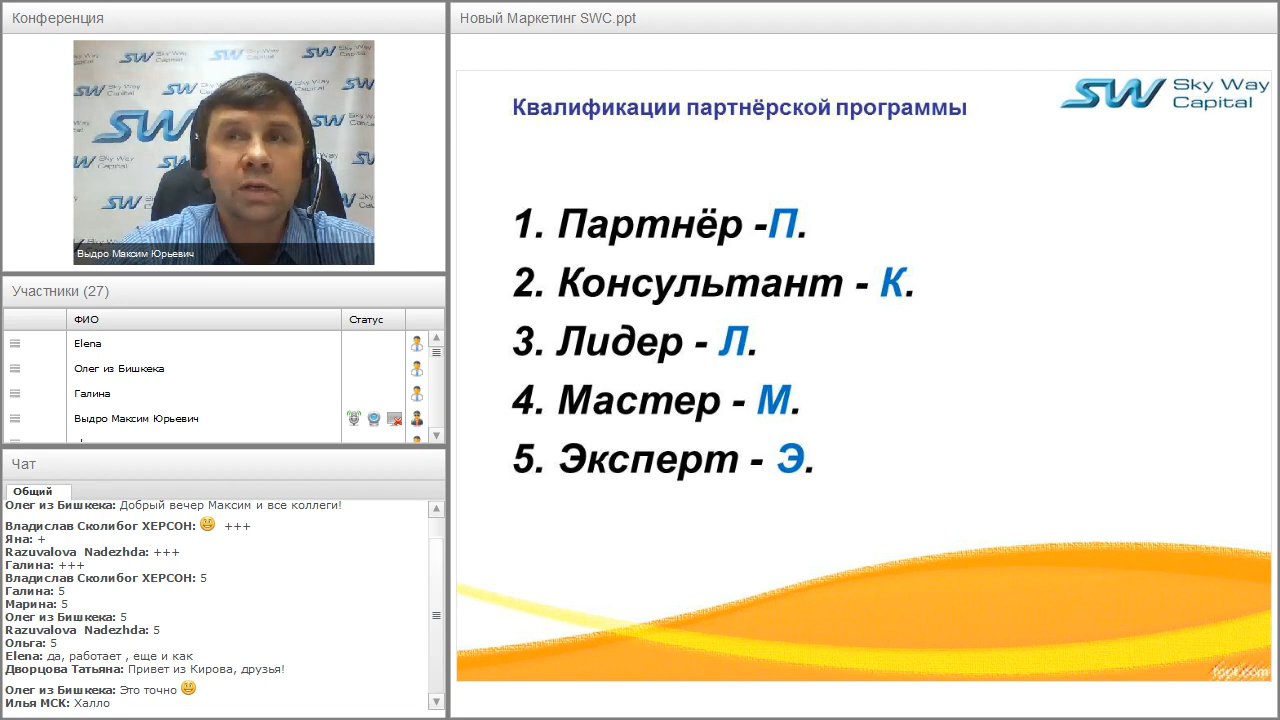 Конференция
Выдро Максим Юрьевич
Участники (27)
ФИО
Статус
Elena
Олег из Бишкека
Галина
Выдро Максим Юрьевич
Чат
Общий
Олег из Бишкека: Добрый вечер Максим и все коллеги!
Владислав Сколибог ХЕРСОН: +++
Яна: +
Razuvalova Nadezhda: +++
Галина: +++
Владислав Сколибог ХЕРСОН: 5
Галина: 5
Марина: 5
Олег из Бишкека: 5
Razuvalova Nadezhda: 5
Ольга: 5
Elena: да, работает , еще и как
Дворцова Татьяна: Привет из Кирова, друзья!
Олег из Бишкека: Это точно
Илья МСК: Халло
Новый Маркетинг SWC.ppt
SW Sky Way
Capital
Квалификации партнёрской программы
1. Партнёр -П.
2. Консультант - К.
3. Лидер - Л.
4. Мастер - М.
5. Эксперт - Э.
fppt.com